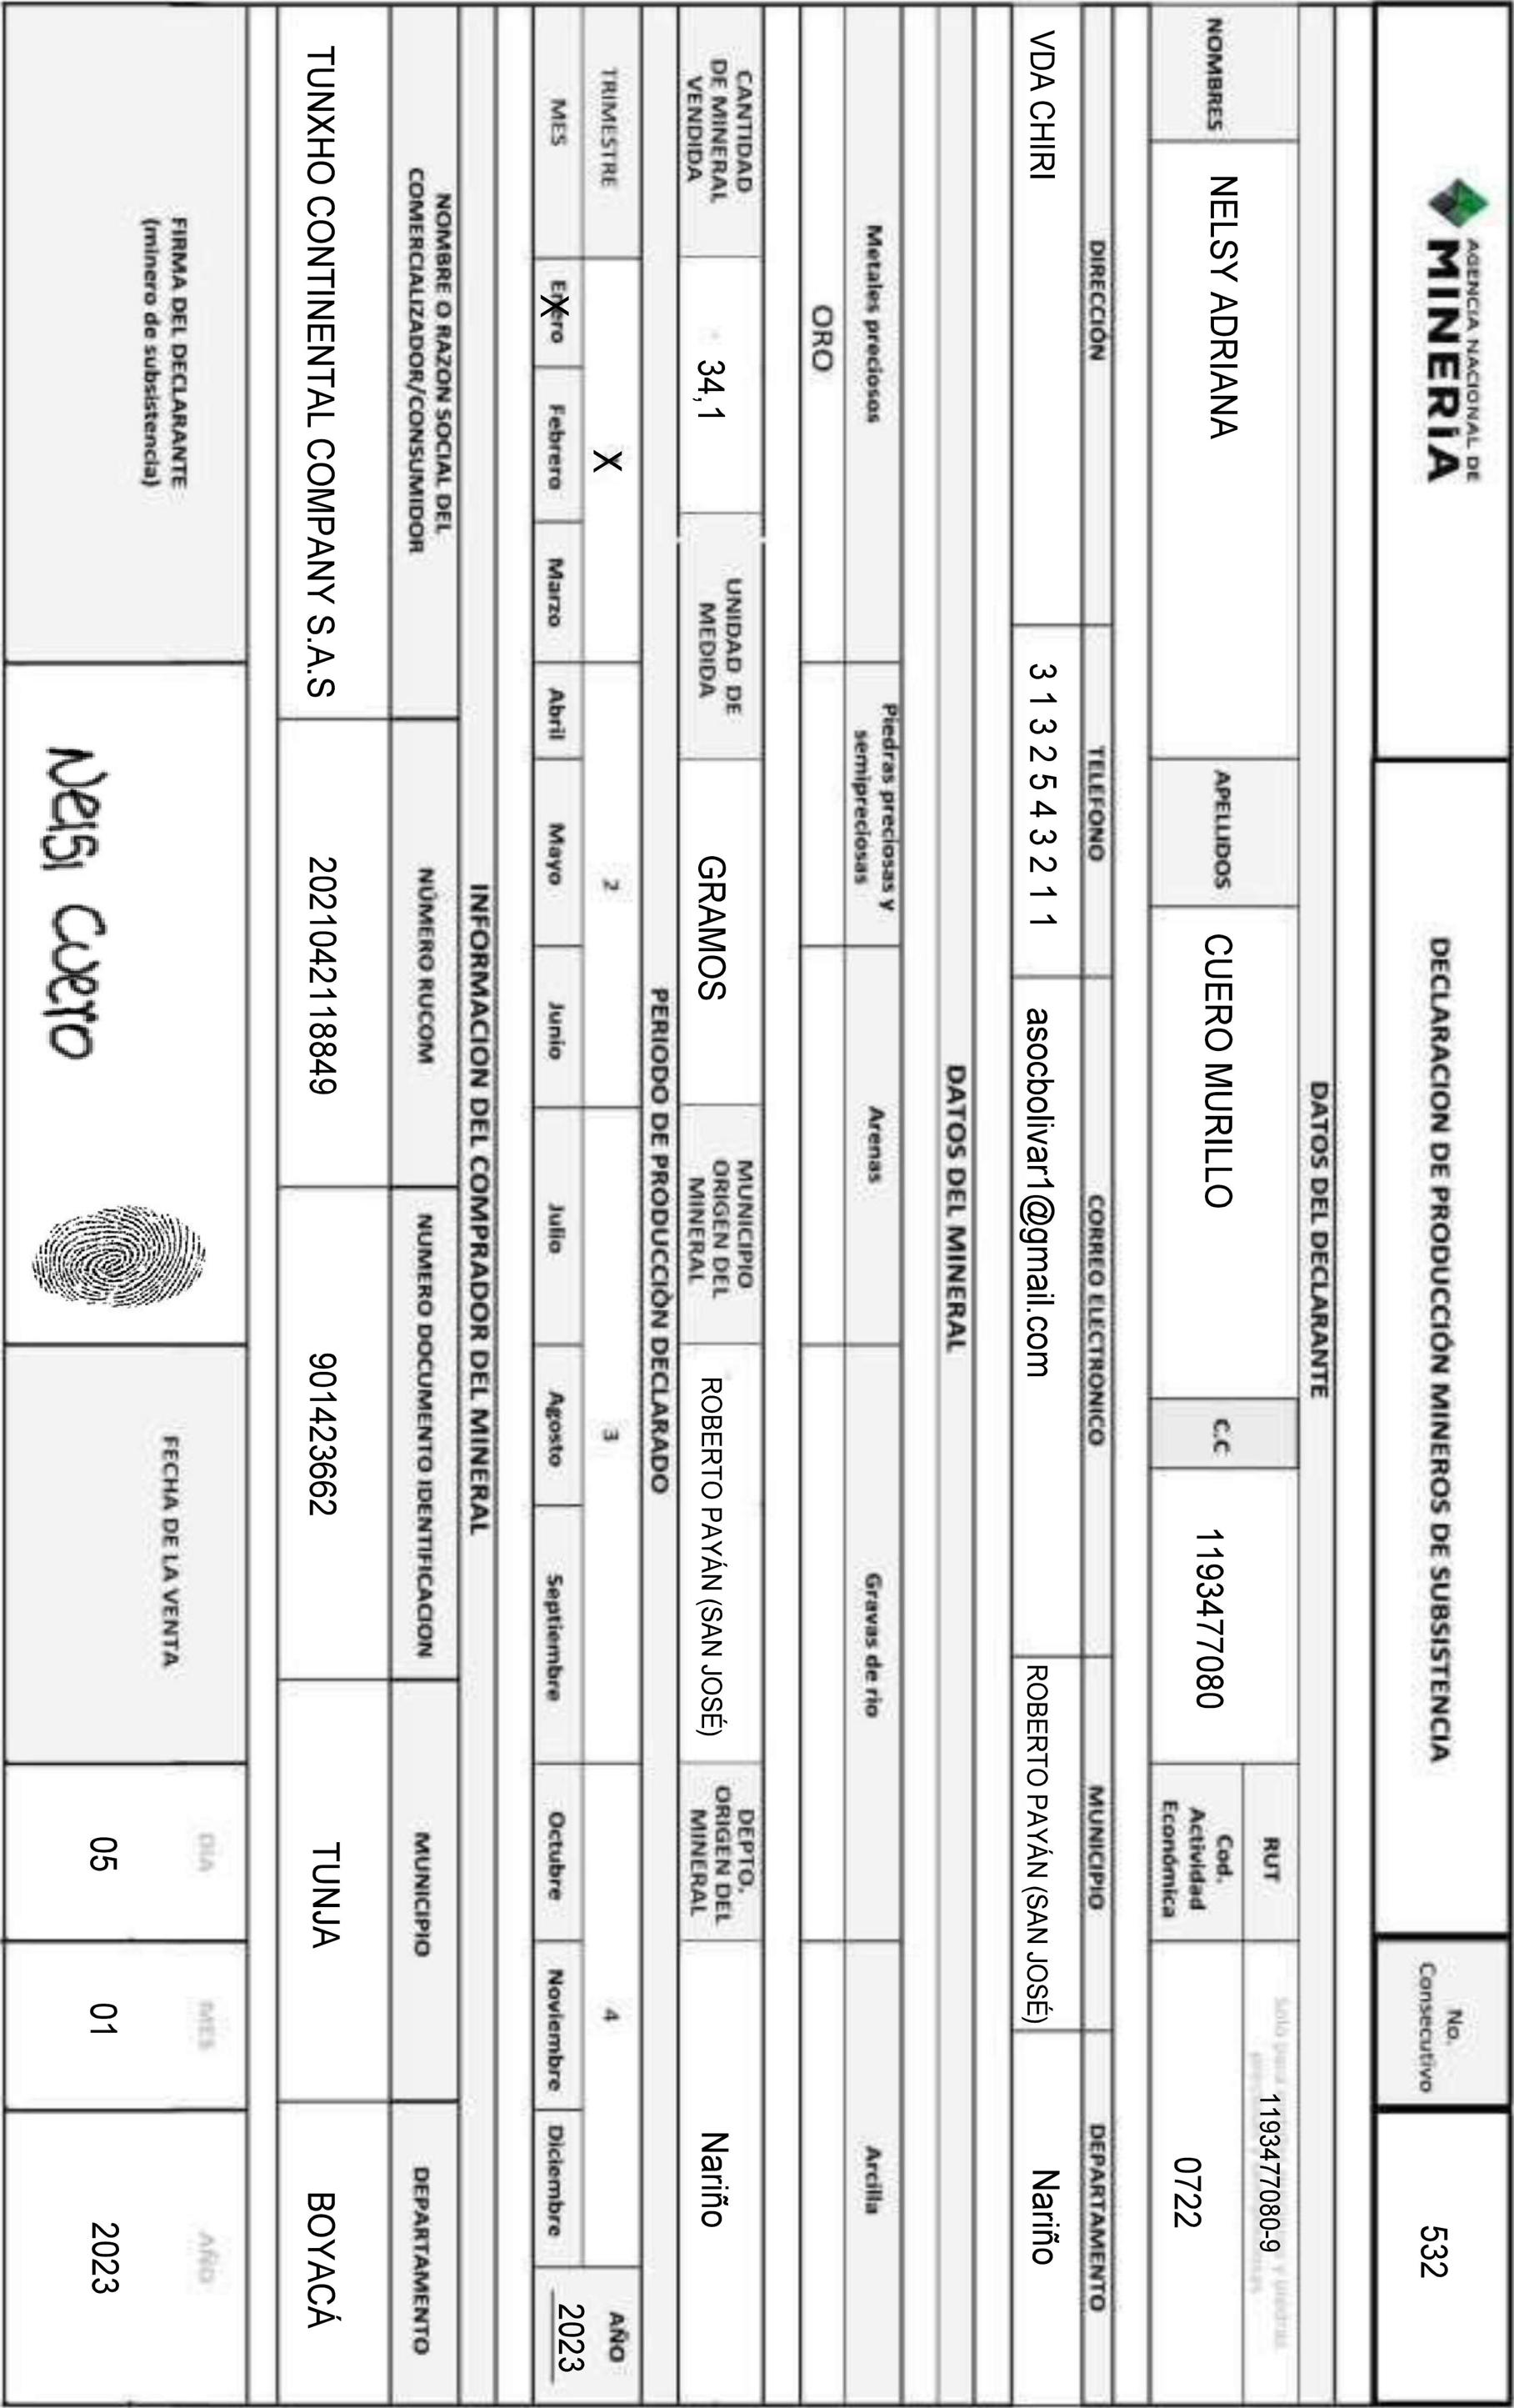 AGENCIA NACIONAL DE
MINERÍA
DECLARACION DE PRODUCCIÓN MINEROS DE SUBSISTENCIA
No.
Consecutivo
532
DATOS DEL DECLARANTE
NOMBRES
NELSY ADRIANA
APELLIDOS
CUERO MURILLO
C.C
1193477080
RUT
1193477080-9
Cod.
Actividad
Económica
0722
DIRECCIÓN
TELEFONO
CORREO ELECTRONICO
MUNICIPIO
DEPARTAMENTO
VDA CHIRI
3 1 3 2 5 4 3 2 1 1
asocbolivar1@gmail.com
ROBERTO PAYÁN (SAN JOSÉ)
Nariño
DATOS DEL MINERAL
Metales preciosos
Piedras preciosas y
semipreciosas
Arenas
Gravas de rio
Arcilla
ORO
CANTIDAD
DE MINERAL
VENDIDA
34,1
UNIDAD DE
MEDIDA
GRAMOS
MUNICIPIO
ORIGEN DEL
MINERAL
ROBERTO PAYÁN (SAN JOSÉ)
DEPTO.
ORIGEN DEL
MINERAL
Nariño
PERIODO DE PRODUCCIÓN DECLARADO
TRIMESTRE
X
2
3
4
AÑO
MES
Enero
X
Febrero
Marzo
Abril
Mayo
Junio
Julio
Agosto
Septiembre
Octubre
Noviembre
Diciembre
2023
INFORMACION DEL COMPRADOR DEL MINERAL
NOMBRE O RAZON SOCIAL DEL
COMERCIALIZADOR/CONSUMIDOR
NÚMERO RUCOM
NUMERO DOCUMENTO IDENTIFICACION
MUNICIPIO
DEPARTAMENTO
TUNXHO CONTINENTAL COMPANY S.A.S
2021042118849
901423662
TUNJA
BOYACÁ
FIRMA DEL DECLARANTE
(minero de subsistencia)
Nelsi Cuero
FECHA DE LA VENTA
DIA
MES
AÑO
05
01
2023